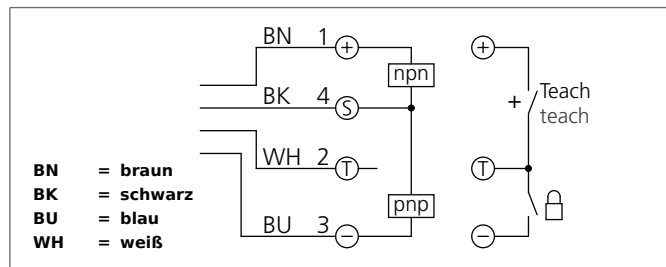 BN 1 +
npn
BK 4 S
WH 2 T
pnp
BU 3 −
+
+ Teach
teach
T
−
BN = braun
BK = schwarz
BU = blau
WH = weiß